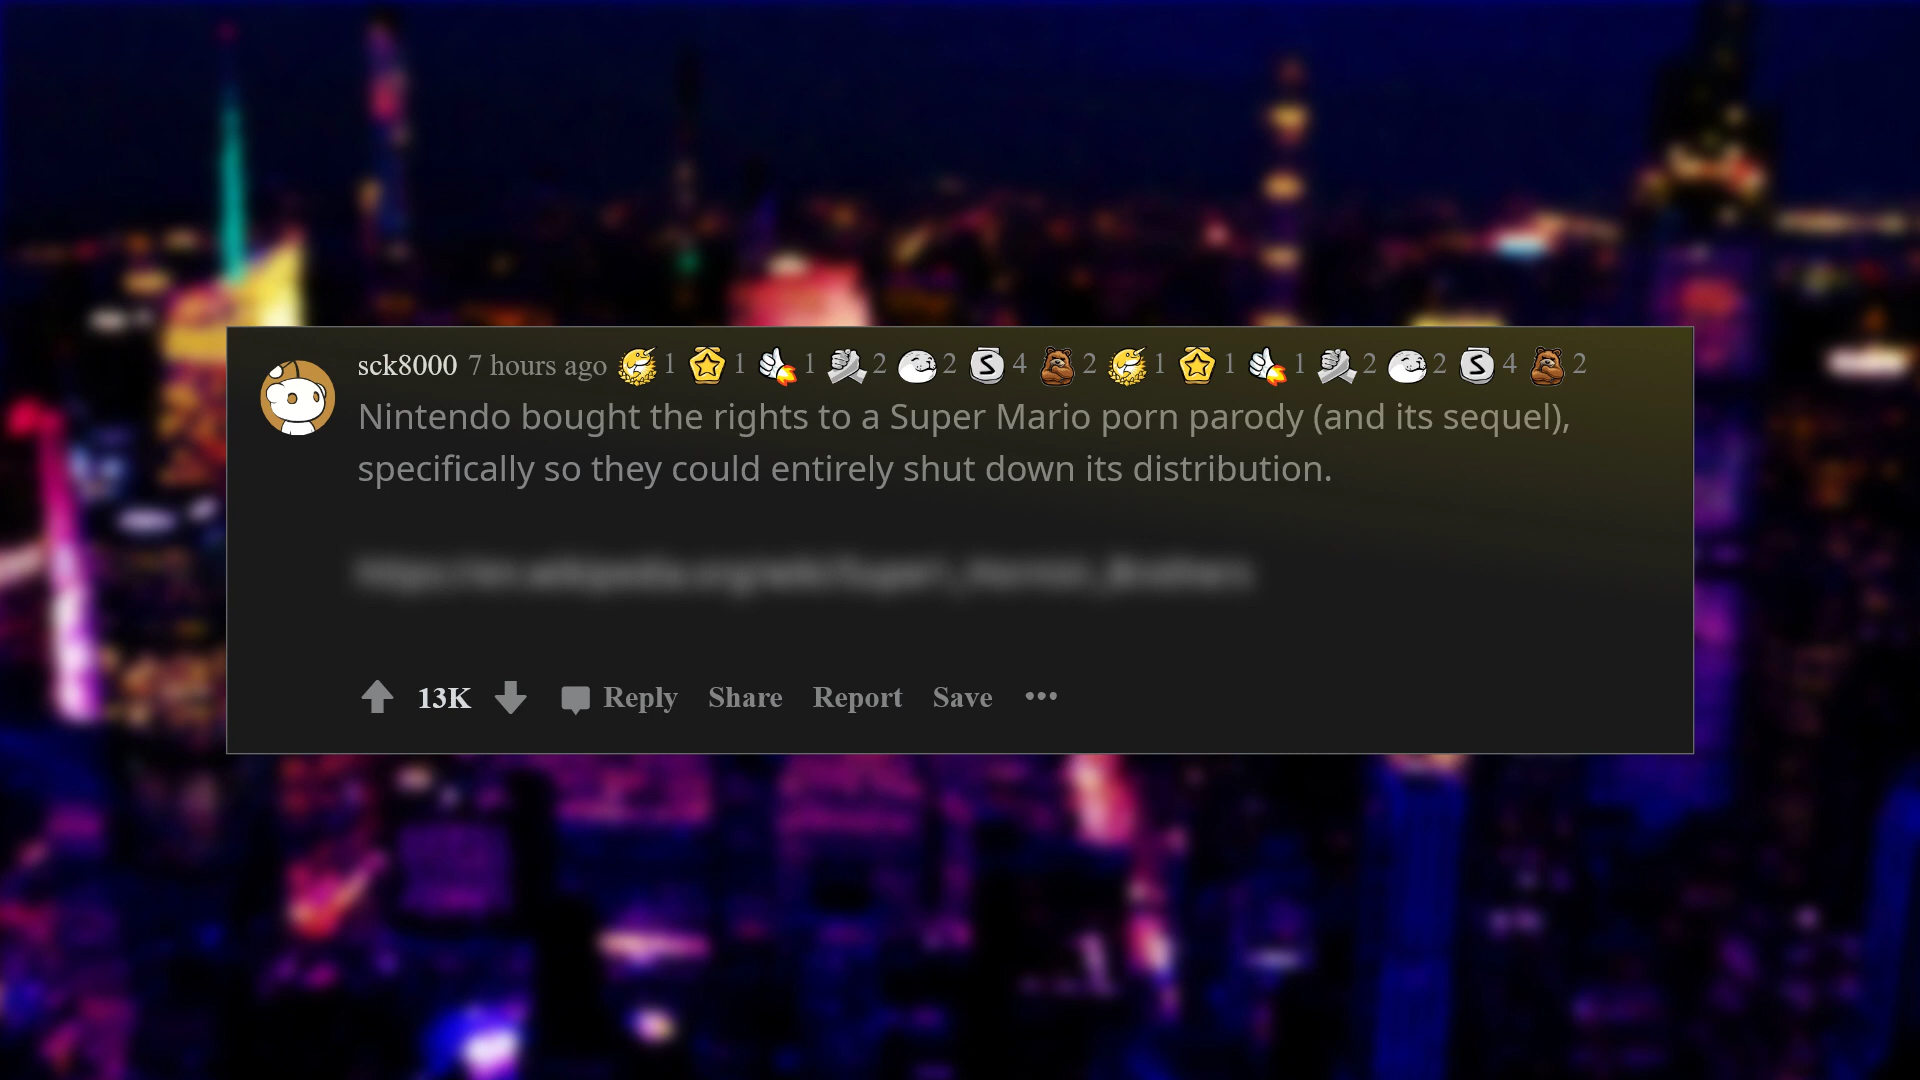 sck8000 7 hours ago 1 1 1 2 2 S 4 2 1 1 1 2 2 S 4 2
Nintendo bought the rights to a Super Mario porn parody (and its sequel),
specifically so they could entirely shut down its distribution.
13K Reply Share Report Save •••